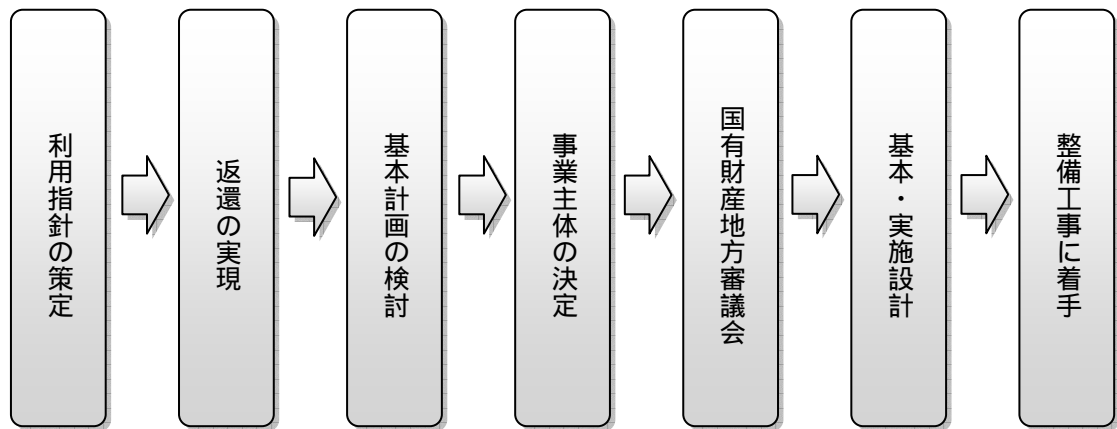 利用指針の策定
返還の実現
基本計画の検討
事業主体の決定
国有財産地方審議会
基本・実施設計
整備工事に着手